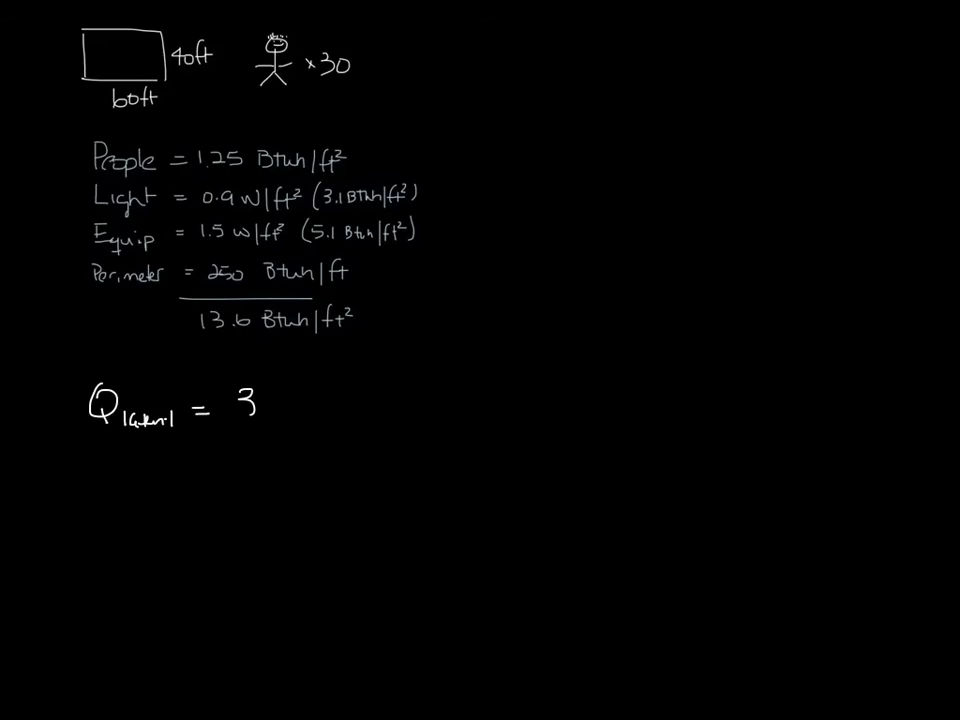 40ft
×30
60ft
People = 1.25 Btuh/ft²
Light = 0.9 W/ft² (3.1 Btuh/ft²)
Equip = 1.5 W/ft² (5.1 Btuh/ft²)
Perimeter = 250 Btuh/ft
13.6 Btuh/ft²
Q = 3